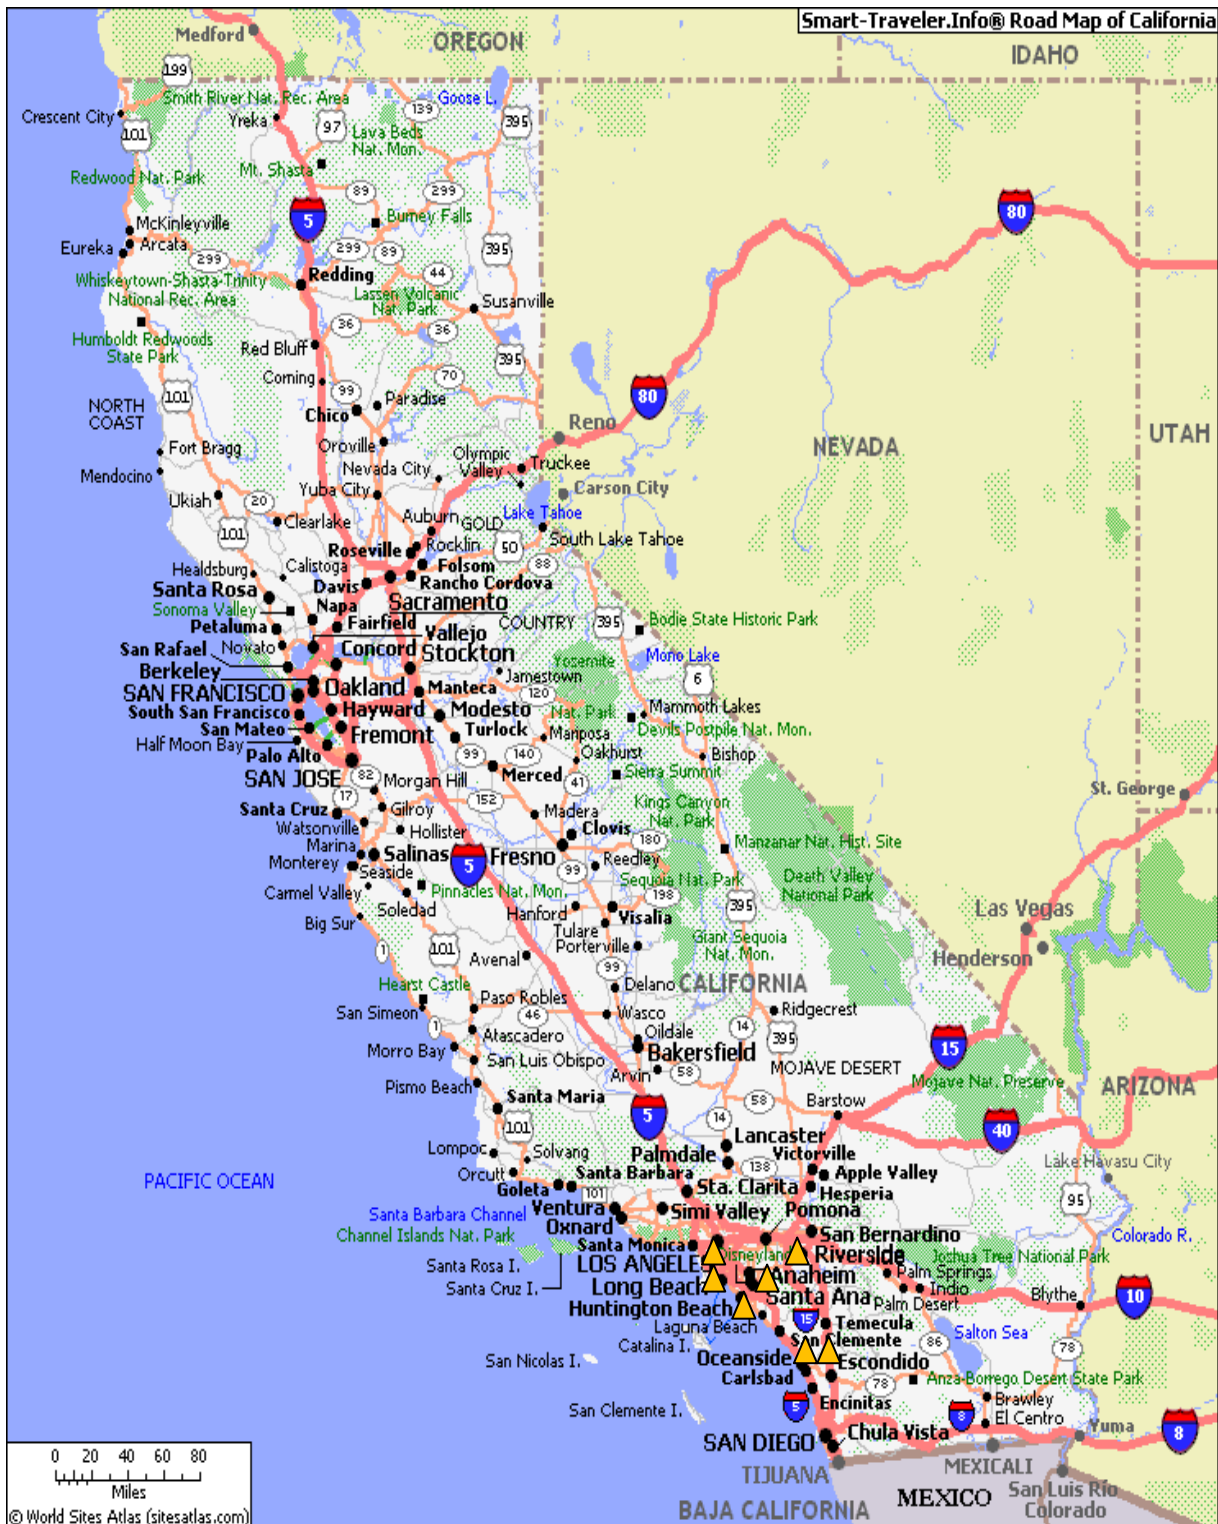 Smart-Traveler.Info® Road Map of California
Medford
OREGON
IDAHO
199
Smith River Nat. Rec. Area
139
Goose L.
395
Crescent City
101
Yreka
97
Lava Beds
Nat. Mon.
Mt. Shasta
Redwood Nat. Park
89
299
5
Burney Falls
80
McKinleyville
Arcata
Eureka
299
299
89
395
Whiskeytown-Shasta-Trinity
National Rec. Area
Redding
44
Lassen Volcanic
Nat. Park
Susanville
Humboldt Redwoods
State Park
36
36
Red Bluff
395
Corning
70
99
80
NORTH
COAST
101
Paradise
Chico
Reno
Fort Bragg
Oroville
Olympic
Valley
NEVADA
UTAH
Mendocino
Nevada City
Truckee
Ukiah
20
Yuba City
Carson City
Clearlake
Auburn
GOLD
Lake Tahoe
101
Roseville
Rocklin
50
South Lake Tahoe
Healdsburg
Calistoga
Folsom
88
Santa Rosa
Davis
Rancho Cordova
Sonoma Valley
Napa
Sacramento
Petaluma
Fairfield
COUNTRY
395
Bodie State Historic Park
Novato
Vallejo
San Rafael
Concord
Stockton
Yosemite
Nat. Park
Mono Lake
Berkeley
Jamestown
6
SAN FRANCISCO
Oakland
Manteca
120
South San Francisco
Hayward
Modesto
Mammoth Lakes
San Mateo
Fremont
Turlock
Mariposa
Devils Postpile Nat. Mon.
Half Moon Bay
Palo Alto
99
140
Oakhurst
Bishop
SAN JOSE
82
Morgan Hill
Merced
41
Sierra Summit
St. George
17
152
Santa Cruz
Gilroy
Madera
Kings Canyon
Nat. Park
Watsonville
Hollister
Clovis
180
Manzanar Nat. Hist. Site
Marina
Monterey
Salinas
5
Fresno
Reedley
Seaside
99
Sequoia Nat. Park
Death Valley
National Park
Carmel Valley
Pinnacles Nat. Mon.
198
Soledad
Hanford
Visalia
395
Las Vegas
Big Sur
Tulare
1
101
Porterville
Giant Sequoia
Nat. Mon.
Henderson
Avenal
99
Hearst Castle
Delano
CALIFORNIA
Paso Robles
San Simeon
46
Wasco
Ridgecrest
1
Atascadero
Oildale
14
395
Morro Bay
San Luis Obispo
Bakersfield
15
Arvin
58
MOJAVE DESERT
Pismo Beach
Mojave Nat. Preserve
ARIZONA
Santa Maria
58
Barstow
101
5
14
40
Lompoc
Solvang
Lancaster
Palmdale
Victorville
Lake Havasu City
Orcutt
Santa Barbara
138
Apple Valley
PACIFIC OCEAN
Goleta
101
Sta. Clarita
Hesperia
95
Santa Barbara Channel
Ventura
Simi Valley
Pomona
Channel Islands Nat. Park
Oxnard
San Bernardino
Colorado R.
Santa Monica
Disneyland
Riverside
Joshua Tree National Park
Santa Rosa I.
LOS ANGELES
Palm Springs
Santa Cruz I.
Long Beach
Anaheim
Indio
Santa Ana
Palm Desert
Blythe
10
Huntington Beach
15
Temecula
Laguna Beach
San Clemente
86
Salton Sea
Catalina I.
78
San Nicolas I.
Oceanside
Escondido
Carlsbad
78
Anza-Borrego Desert State Park
Encinitas
Brawley
San Clemente I.
5
8
El Centro
Yuma
SAN DIEGO
Chula Vista
8
TIJUANA
MEXICALI
0 20 40 60 80
Miles
MEXICO
San Luis Río
Colorado
BAJA CALIFORNIA
© World Sites Atlas (sitesatlas.com)